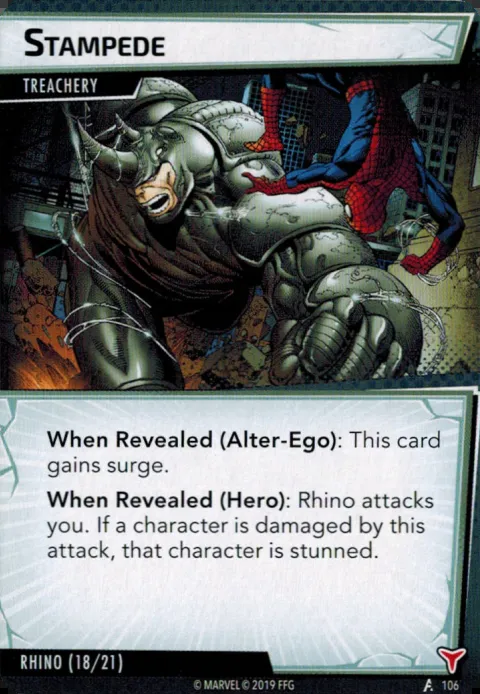 STAMPEDE
TREACHERY
When Revealed (Alter-Ego): This card
gains surge.
When Revealed (Hero): Rhino attacks
you. If a character is damaged by this
attack, that character is stunned.
RHINO (18/21)
© MARVEL © 2019 FFG
106